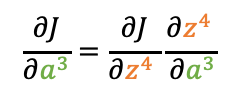 ∂J/∂a³ = ∂J/∂z⁴ ∂z⁴/∂a³